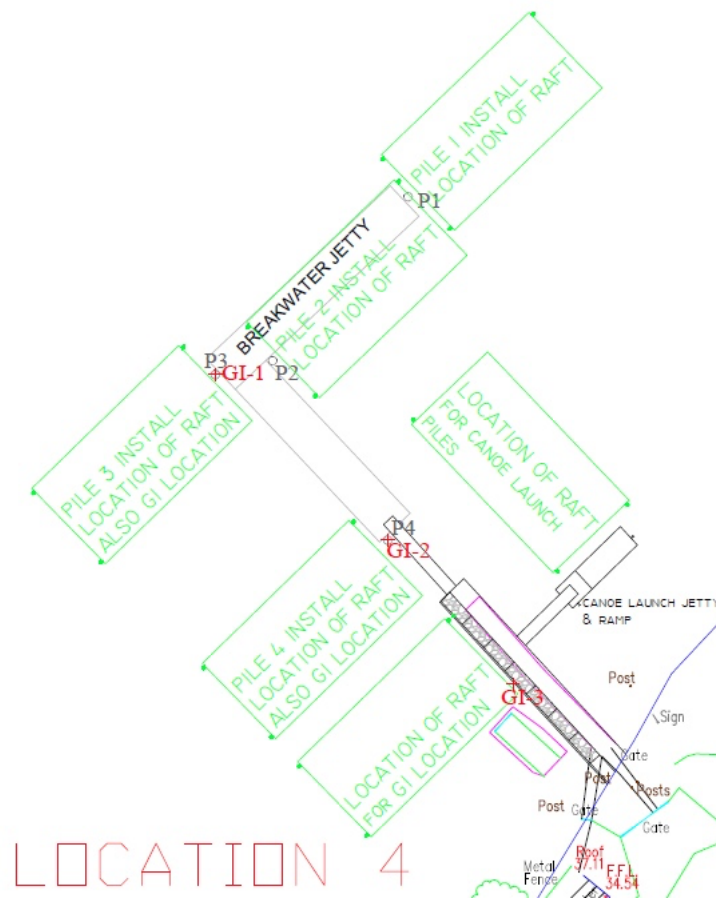 PILE 1 INSTALL
LOCATION OF RAFT
P1
BREAKWATER JETTY
PILE 2 INSTALL
LOCATION OF RAFT
P3
GI-1
P2
PILE 3 INSTALL
LOCATION OF RAFT
ALSO GI LOCATION
LOCATION OF RAFT
FOR CANOE LAUNCH
PILES
P4
GI-2
PILE 4 INSTALL
LOCATION OF RAFT
ALSO GI LOCATION
CANOE LAUNCH JETTY
& RAMP
LOCATION OF RAFT
FOR GI LOCATION
GI-3
Post
Sign
Gate
Post
Posts
Post
Gate
Gate
Roof
37.11
Metal
Fence
F.F.L
34.54
LOCATION 4